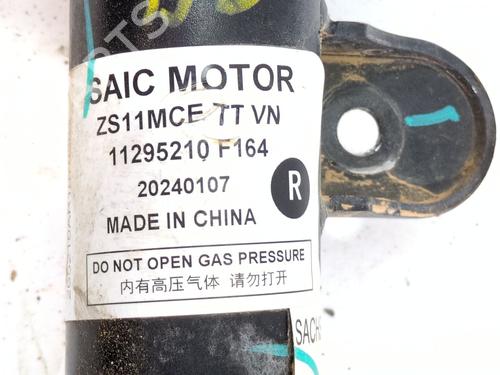 SAIC MOTOR
ZS11MCE TT VN
11295210 F164
20240107
R
MADE IN CHINA
DO NOT OPEN GAS PRESSURE
内有高压气体 请勿打开
SACHS